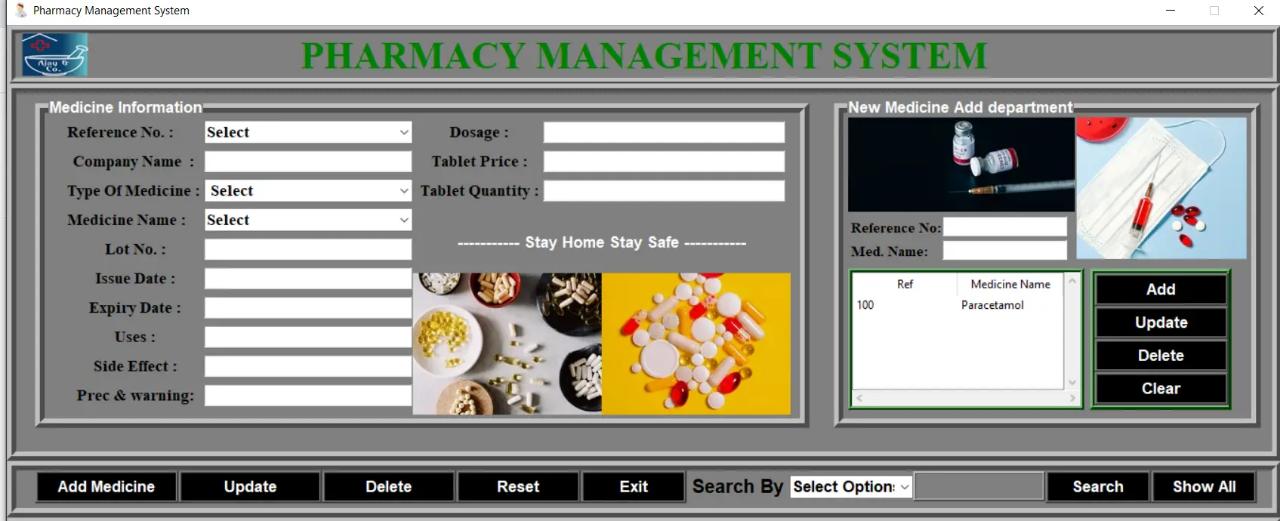 Pharmacy Management System
Ajay &
Co.
PHARMACY MANAGEMENT SYSTEM
Medicine Information
Reference No. : Select
Company Name :
Type Of Medicine : Select
Medicine Name : Select
Lot No. :
Issue Date :
Expiry Date :
Uses :
Side Effect :
Prec & warning:
Dosage :
Tablet Price :
Tablet Quantity :
----------- Stay Home Stay Safe -----------
New Medicine Add department
Reference No:
Med. Name:
Ref Medicine Name
100 Paracetamol
Add
Update
Delete
Clear
Add Medicine Update Delete Reset Exit Search By Select Option: Search Show All